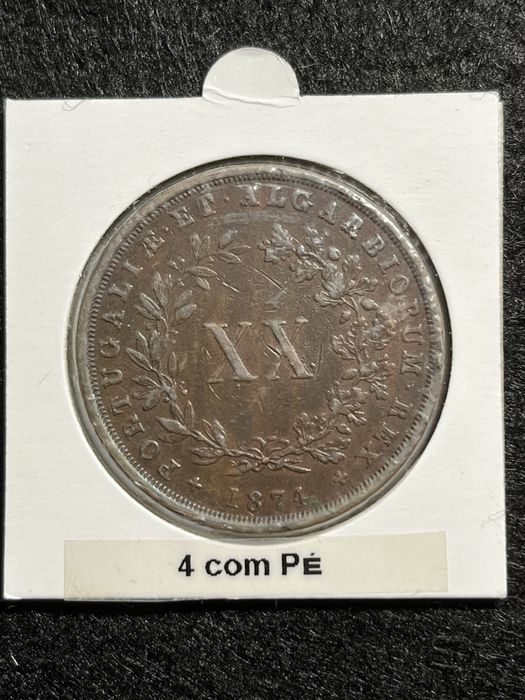 PORTUGALIÆ · ET · ALGARBIORUM · REX
XX
1874
4 com PÉ